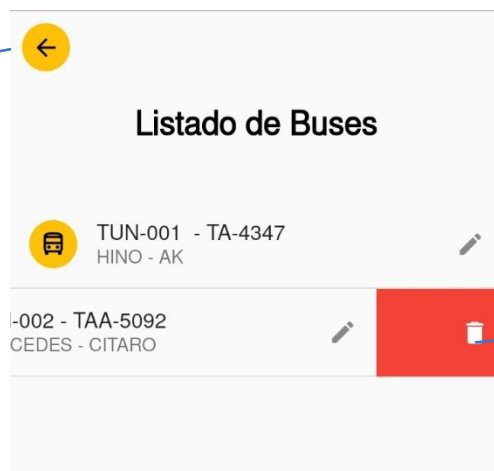 Listado de Buses
TUN-001 - TA-4347
HINO - AK
-002 - TAA-5092
CEDES - CITARO